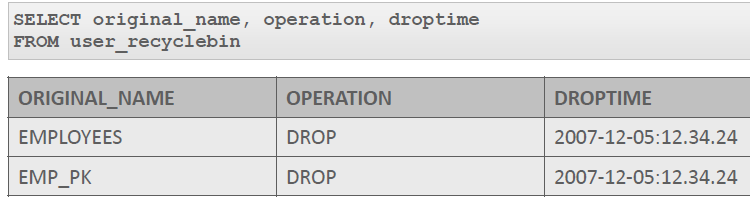 SELECT original_name, operation, droptime
FROM user_recyclebin
ORIGINAL_NAME OPERATION DROPTIME
EMPLOYEES DROP 2007-12-05:12.34.24
EMP_PK DROP 2007-12-05:12.34.24